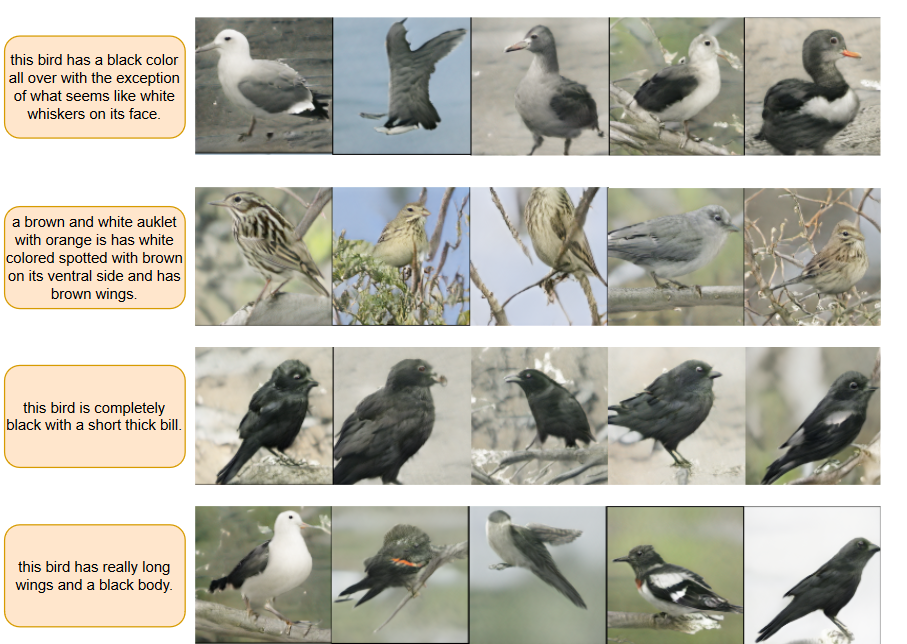 this bird has a black color
all over with the exception
of what seems like white
whiskers on its face.
a brown and white auklet
with orange is has white
colored spotted with brown
on its ventral side and has
brown wings.
this bird is completely
black with a short thick bill.
this bird has really long
wings and a black body.